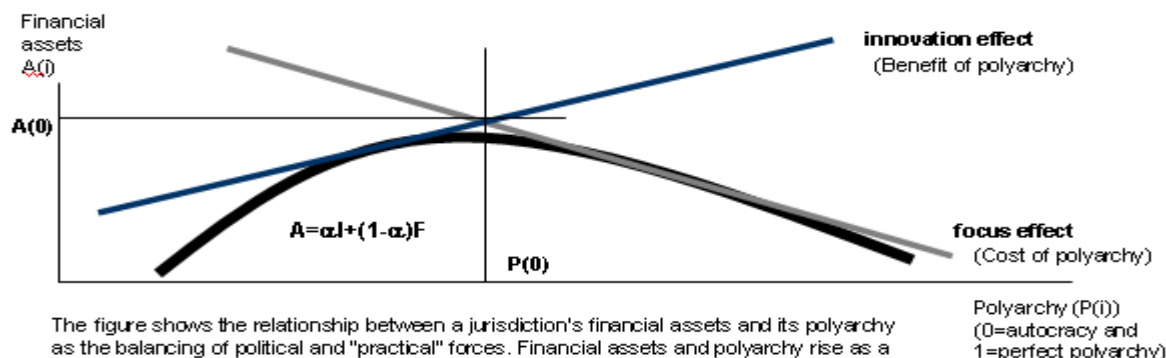 Financial
assets
A(i)
innovation effect
(Benefit of polyarchy)
A(0)
A=αI+(1-α)F
P(0)
focus effect
(Cost of polyarchy)
Polyarchy (P(i))
(0=autocracy and
1=perfect polyarchy)
The figure shows the relationship between a jurisdiction's financial assets and its polyarchy
as the balancing of political and "practical" forces. Financial assets and polyarchy rise as a